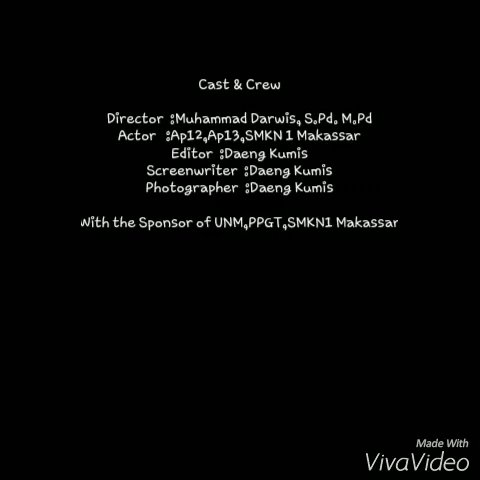 Cast & Crew
Director :Muhammad Darwis, S.Pd. M.Pd
Actor :Ap12,Ap13,SMKN 1 Makassar
Editor :Daeng Kumis
Screenwriter :Daeng Kumis
Photographer :Daeng Kumis
With the Sponsor of UNM,PPGT,SMKN1 Makassar
Made With
VivaVideo